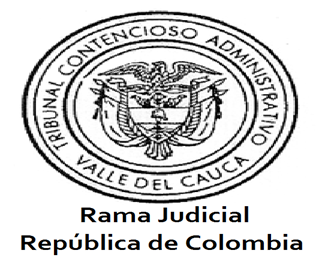 TRIBUNAL CONTENCIOSO ADMINISTRATIVO
VALLE DEL CAUCA
Rama Judicial
República de Colombia